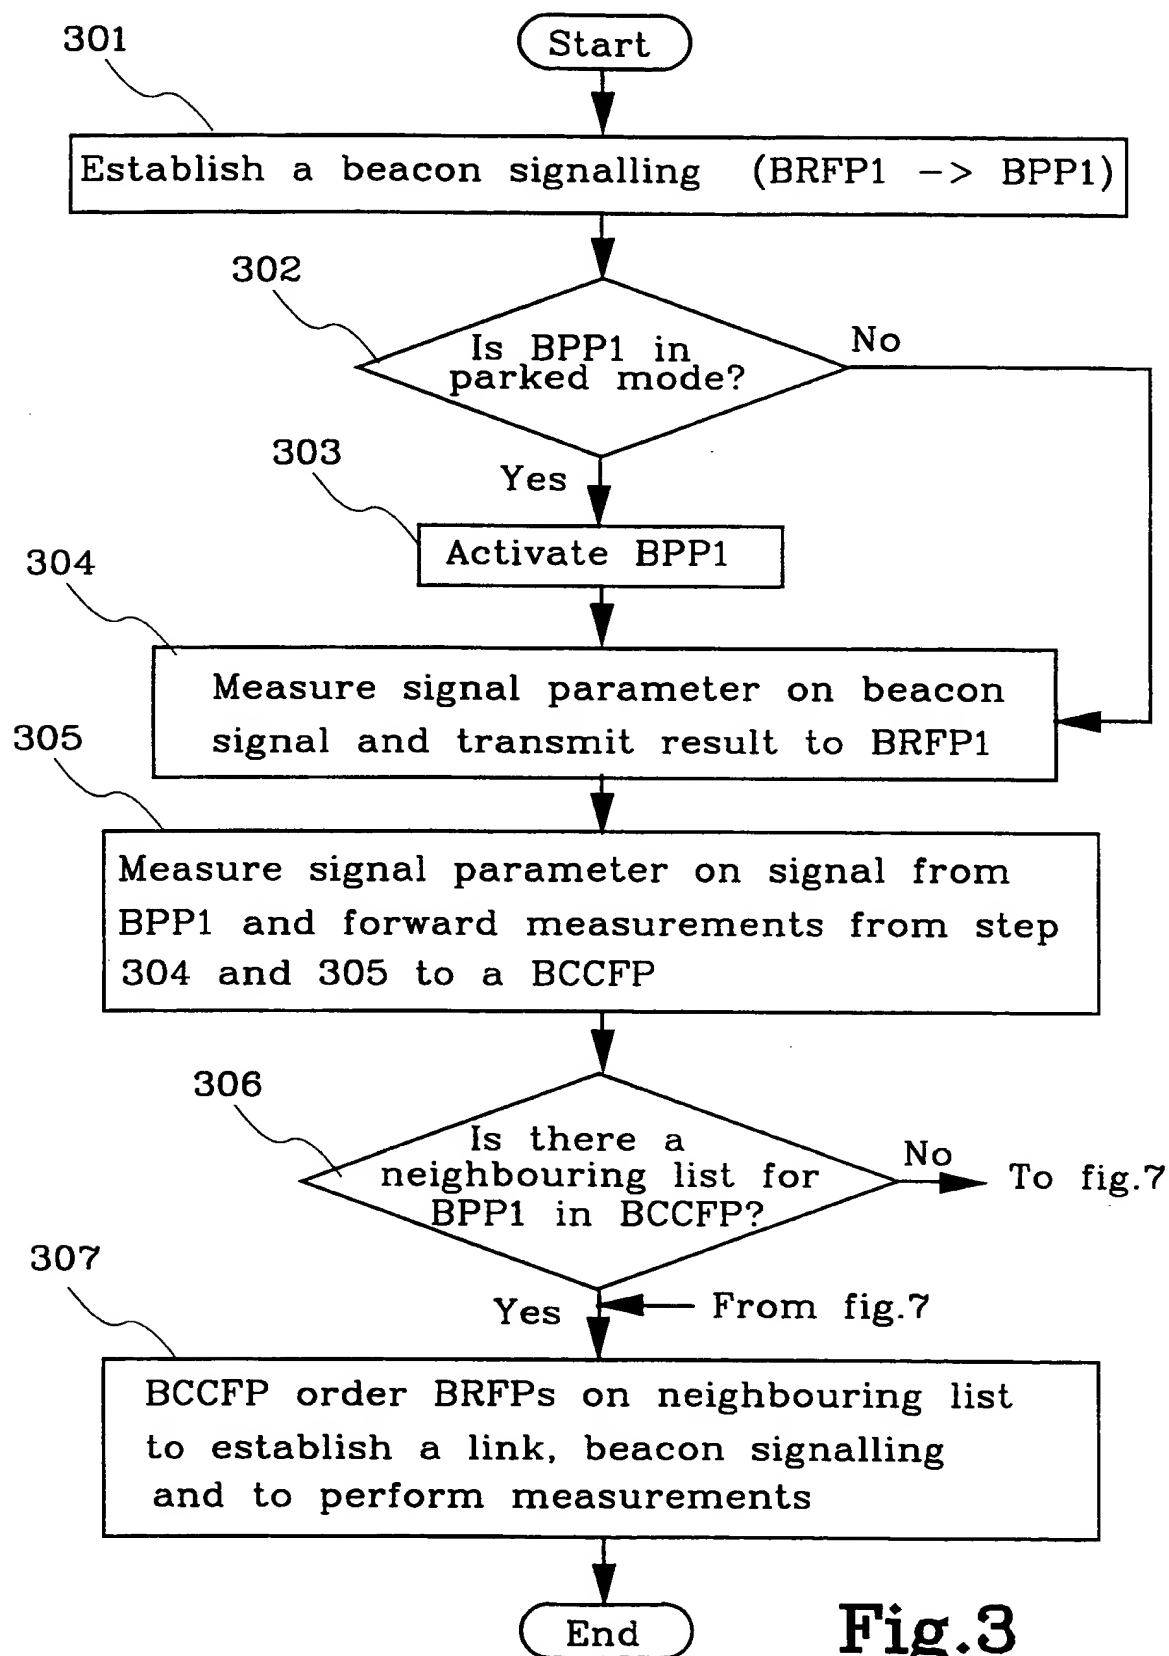 Start
301
Establish a beacon signalling (BRFP1 -> BPP1)
302
Is BPP1 in
parked mode?
No
303
Yes
Activate BPP1
304
Measure signal parameter on beacon
signal and transmit result to BRFP1
305
Measure signal parameter on signal from
BPP1 and forward measurements from step
304 and 305 to a BCCFP
306
Is there a
neighbouring list for
BPP1 in BCCFP?
No
To fig.7
307
Yes
From fig.7
BCCFP order BRFPs on neighbouring list
to establish a link, beacon signalling
and to perform measurements
End
Fig.3